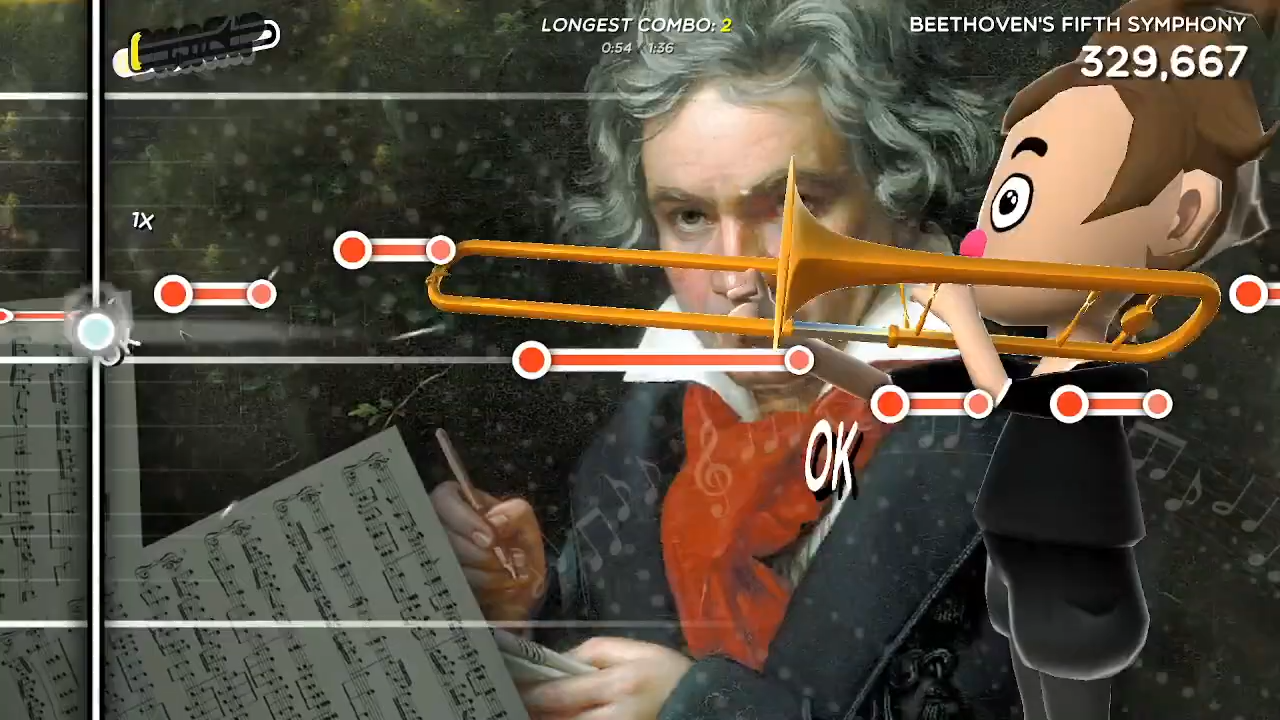 LONGEST COMBO: 2
0:54 / 1:36
BEETHOVEN'S FIFTH SYMPHONY
329,667
1X
OK